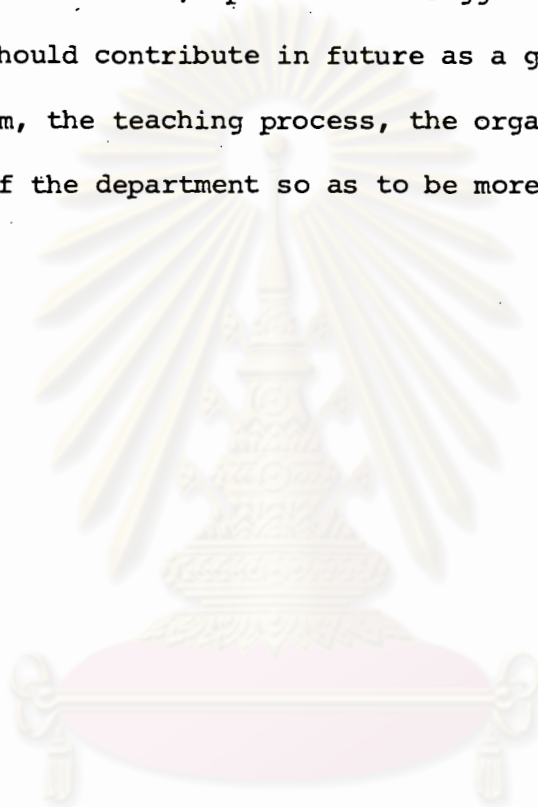 hould contribute in future as a g
m, the teaching process, the orga
f the department so as to be more